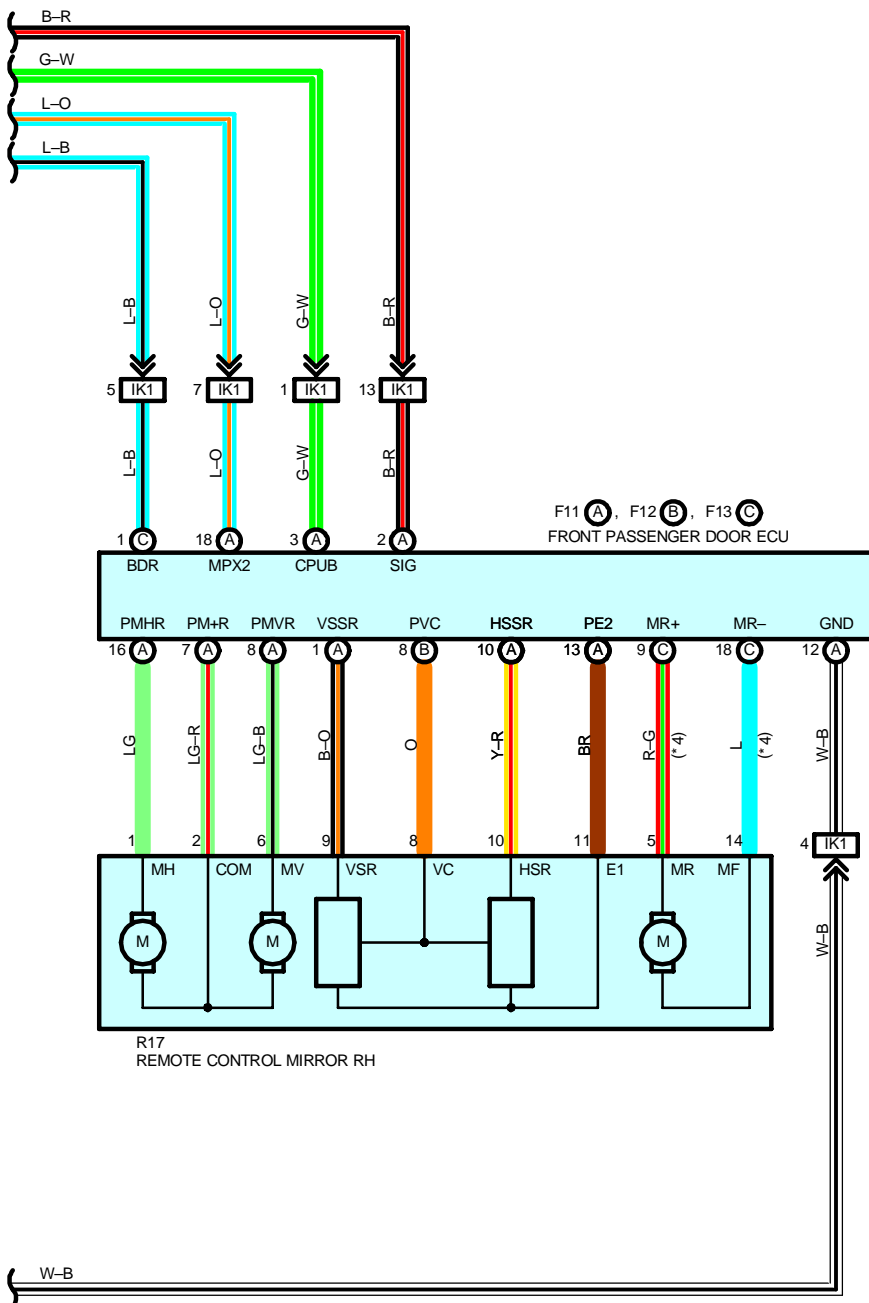 B–R
G–W
L–O
L–B
L–B L–O G–W B–R
5 IK1 7 IK1 1 IK1 13 IK1
L–B L–O G–W B–R
F11 A , F12 B , F13 C
FRONT PASSENGER DOOR ECU
1 C 18 A 3 A 2 A
BDR MPX2 CPUB SIG
PMHR PM+R PMVR VSSR PVC HSSR PE2 MR+ MR– GND
16 A 7 A 8 A 1 A 8 B 10 A 13 A 9 C 18 C 12 A
LG LG–R LG–B B–O O Y–R BR R–G (* 4) L (* 4) W–B
1 2 6 9 8 10 11 5 14 4 IK1
MH COM MV VSR VC HSR E1 MR MF
M M M W–B
R17
REMOTE CONTROL MIRROR RH
W–B